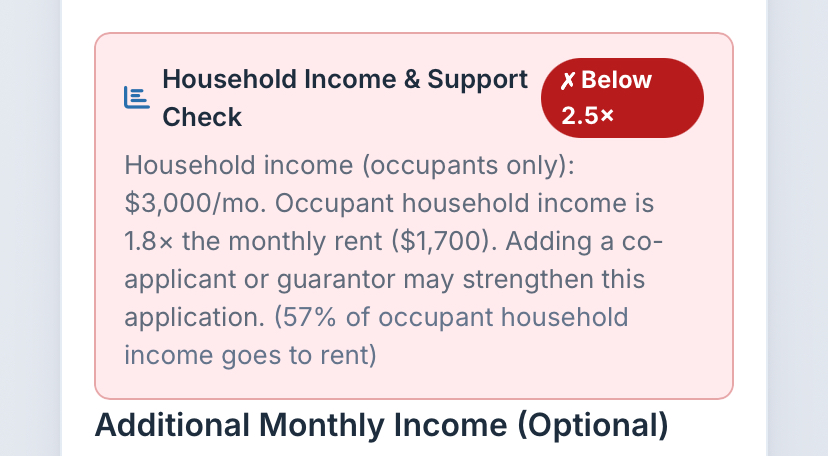 Household Income & Support
Check
✗ Below
2.5×
Household income (occupants only):
$3,000/mo. Occupant household income is
1.8× the monthly rent ($1,700). Adding a co-
applicant or guarantor may strengthen this
application. (57% of occupant household
income goes to rent)
Additional Monthly Income (Optional)